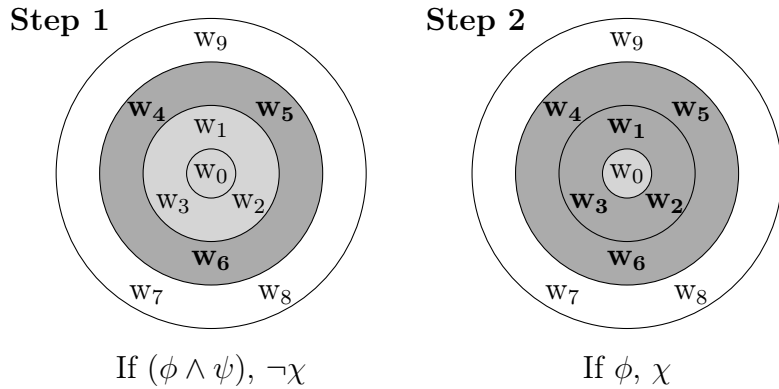 Step 1
Step 2
w₉
w₉
w₄
w₅
w₄
w₅
w₁
w₁
w₀
w₀
w₃
w₂
w₃
w₂
w₆
w₆
w₇
w₈
w₇
w₈
If (ϕ ∧ ψ), ¬χ
If ϕ, χ